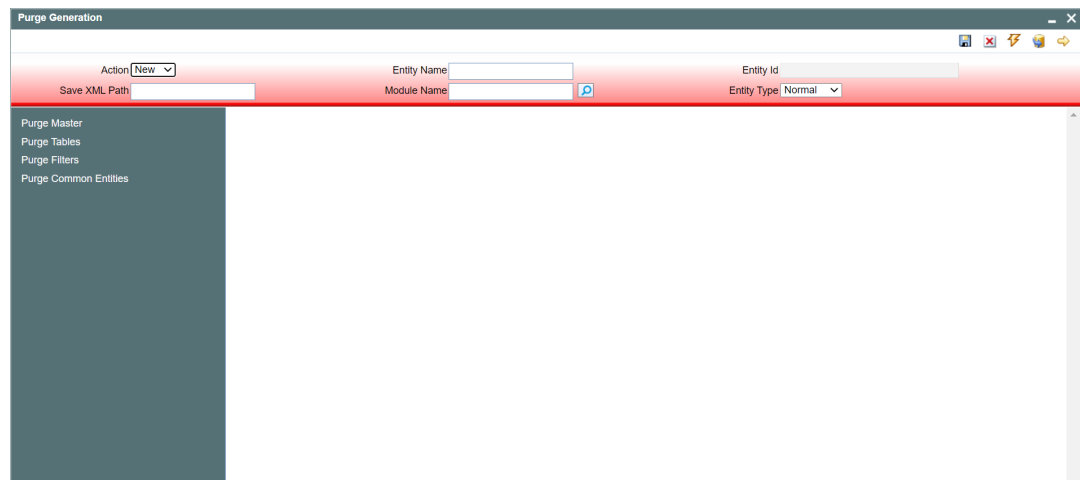 Purge Generation
Action New Entity Name Entity Id
Save XML Path Module Name Entity Type Normal
Purge Master
Purge Tables
Purge Filters
Purge Common Entities